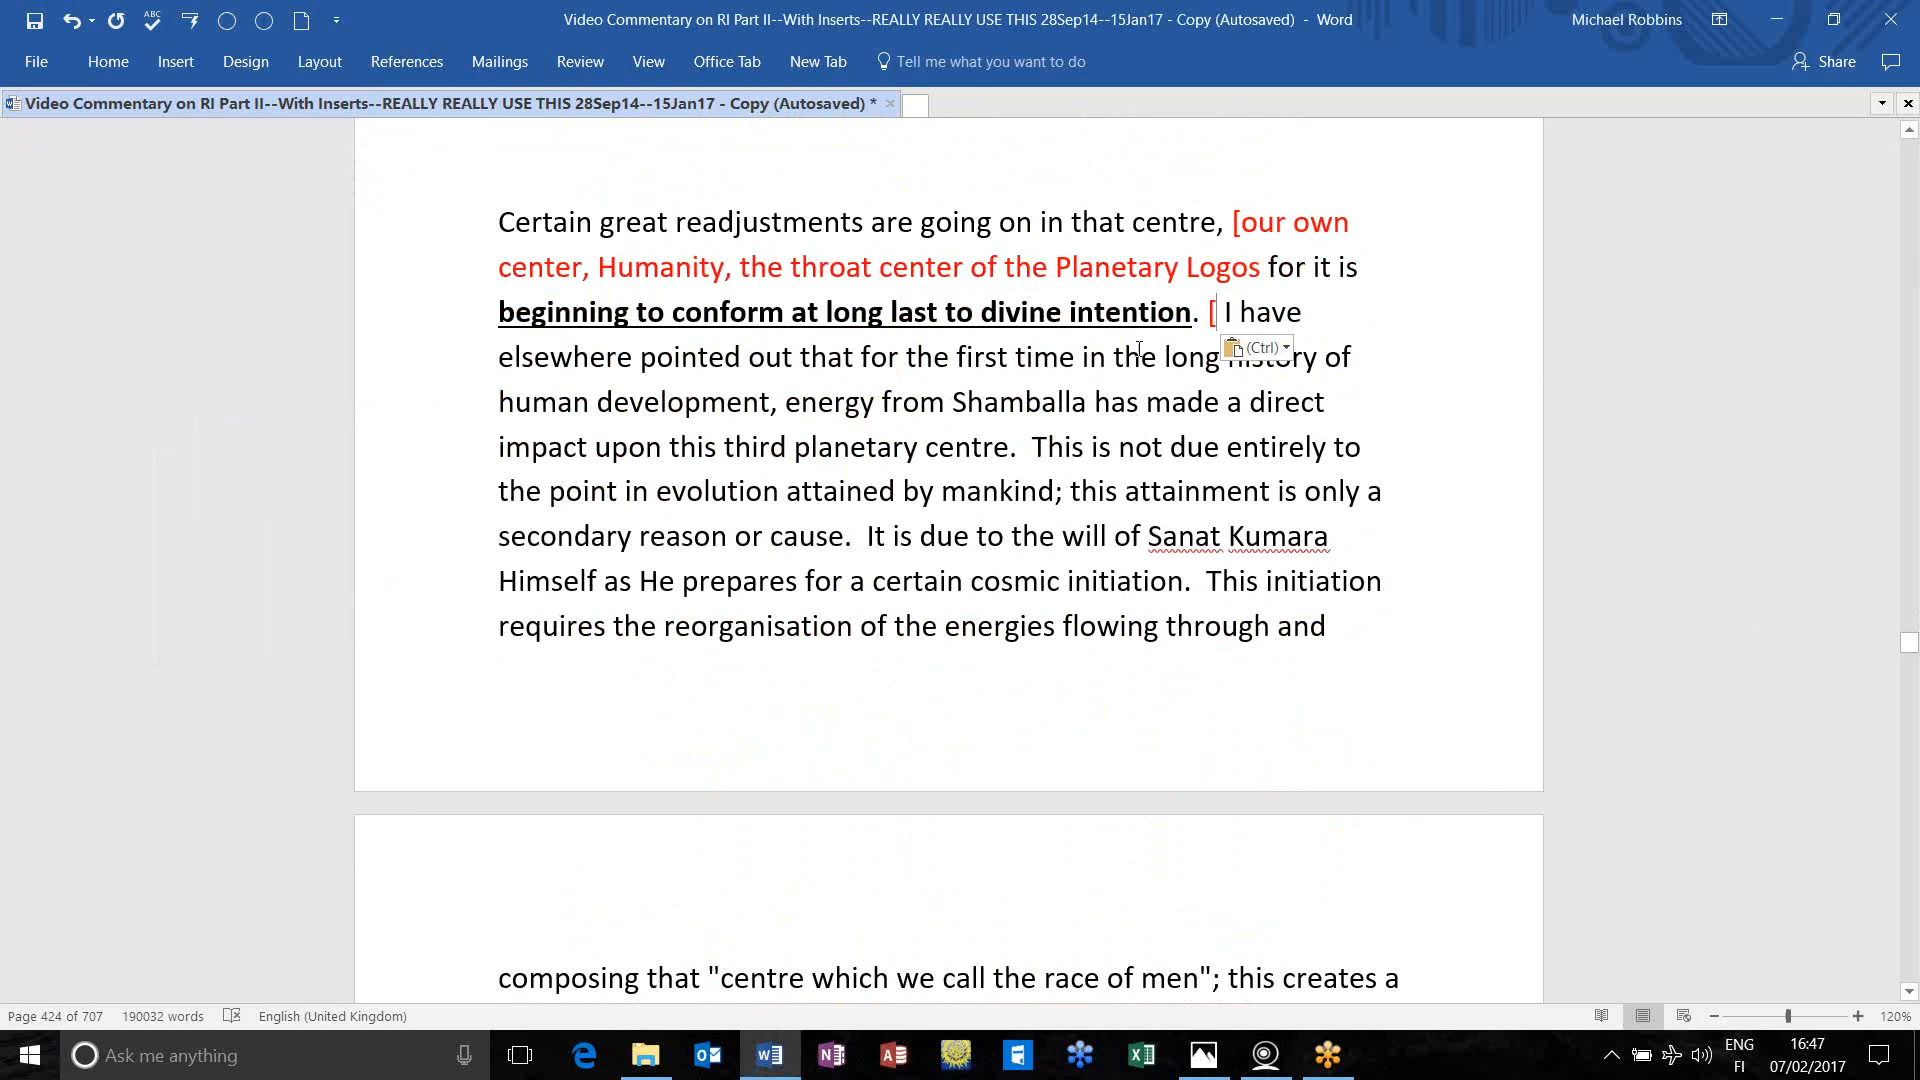 ABC
Video Commentary on RI Part II--With Inserts--REALLY REALLY USE THIS 28Sep14--15Jan17 - Copy (Autosaved) - Word
Michael Robbins
File Home Insert Design Layout References Mailings Review View Office Tab New Tab Tell me what you want to do Share
Video Commentary on RI Part II--With Inserts--REALLY REALLY USE THIS 28Sep14--15Jan17 - Copy (Autosaved) *
Certain great readjustments are going on in that centre, [our own
center, Humanity, the throat center of the Planetary Logos for it is
beginning to conform at long last to divine intention. [ I have
elsewhere pointed out that for the first time in the long history of
(Ctrl)
human development, energy from Shamballa has made a direct
impact upon this third planetary centre. This is not due entirely to
the point in evolution attained by mankind; this attainment is only a
secondary reason or cause. It is due to the will of Sanat Kumara
Himself as He prepares for a certain cosmic initiation. This initiation
requires the reorganisation of the energies flowing through and
composing that "centre which we call the race of men"; this creates a
Page 424 of 707 190032 words English (United Kingdom) 120%
Ask me anything
ENG
FI
16:47
07/02/2017